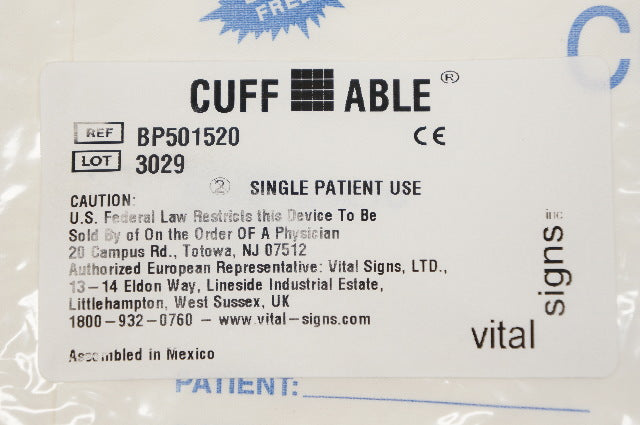 FREE
C
CUFF ABLE ®
REF BP501520 CE
LOT 3029
2 SINGLE PATIENT USE
CAUTION:
U.S. Federal Law Restricts this Device To Be
Sold By of On the Order OF A Physician
20 Campus Rd., Totowa, NJ 07512
Authorized European Representative: Vital Signs, LTD.,
13-14 Eldon Way, Lineside Industrial Estate,
Littlehampton, West Sussex, UK
1800-932-0760 - www.vital-signs.com
Assembled in Mexico
vital signs inc
PATIENT: